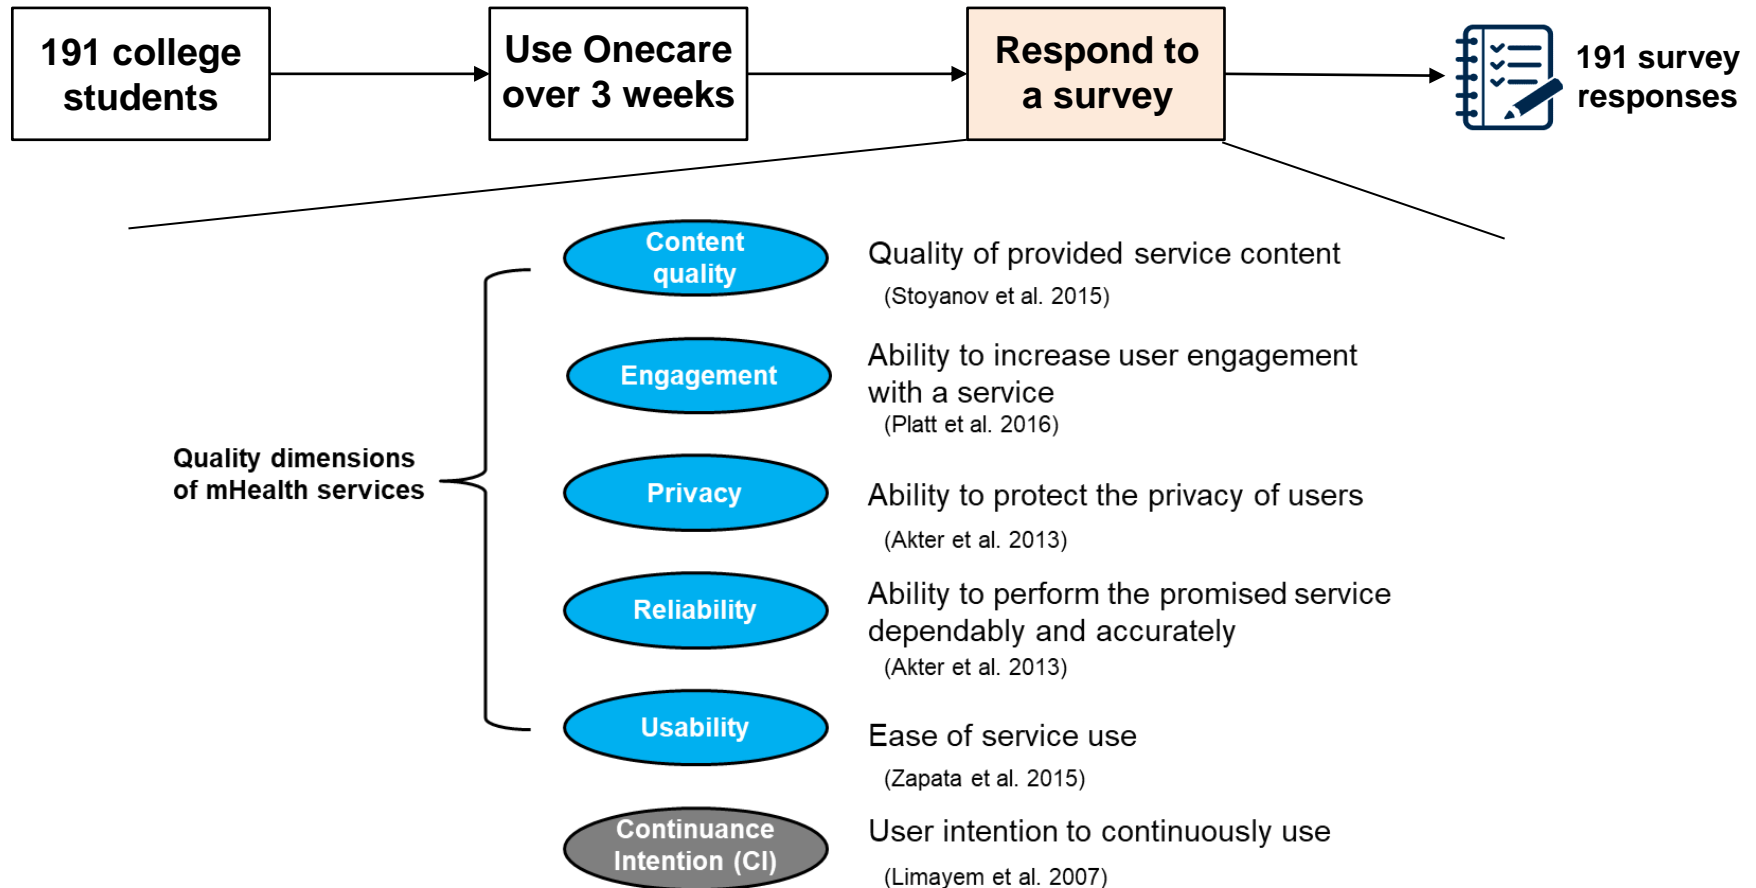 191 college
students
Use Onecare
over 3 weeks
Respond to
a survey
191 survey
responses
Quality dimensions
of mHealth services
Content
quality
Quality of provided service content
(Stoyanov et al. 2015)
Engagement
Ability to increase user engagement
with a service
(Platt et al. 2016)
Privacy
Ability to protect the privacy of users
(Akter et al. 2013)
Reliability
Ability to perform the promised service
dependably and accurately
(Akter et al. 2013)
Usability
Ease of service use
(Zapata et al. 2015)
Continuance
Intention (CI)
User intention to continuously use
(Limayem et al. 2007)